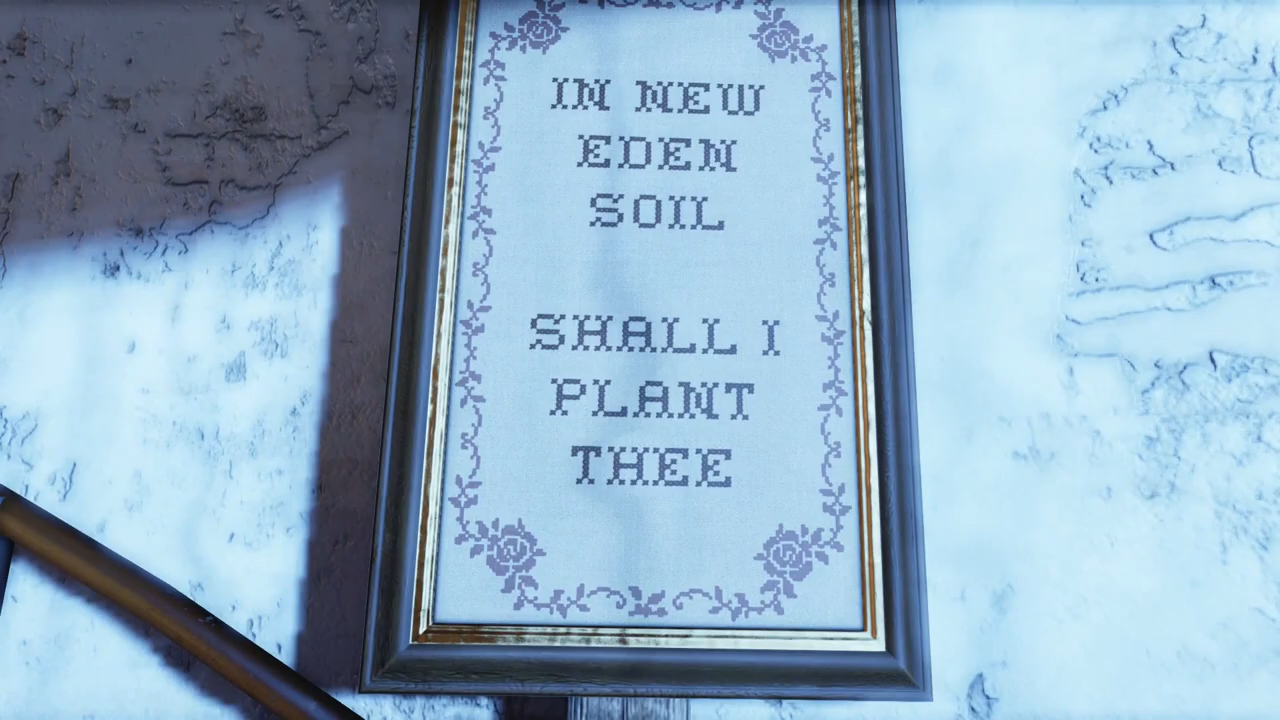 IN NEW
EDEN
SOIL
SHALL I
PLANT
THEE